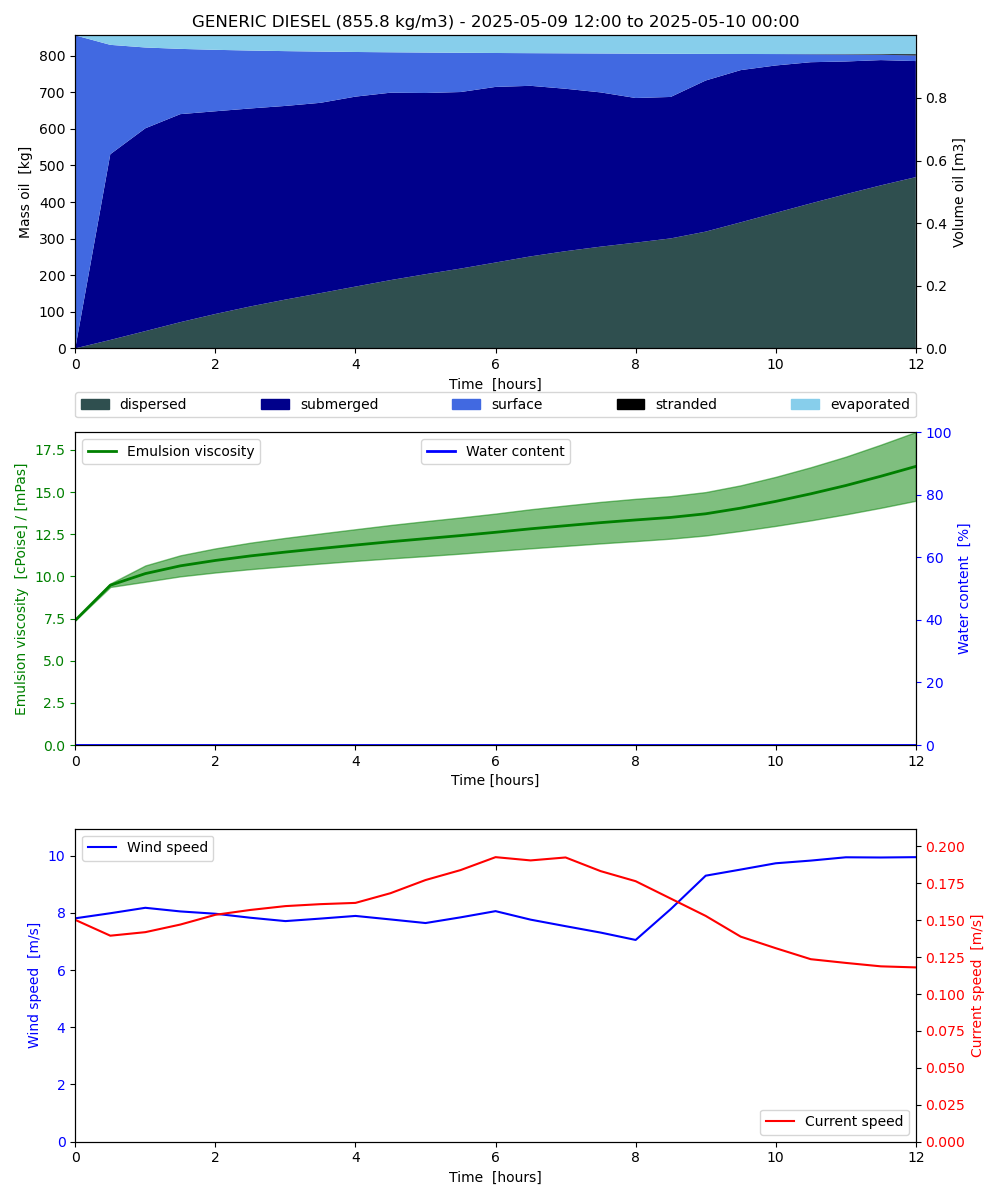 GENERIC DIESEL (855.8 kg/m3) - 2025-05-09 12:00 to 2025-05-10 00:00
Mass oil  [kg]
800
700
600
500
400
300
200
100
0
Volume oil [m3]
0.8
0.6
0.4
0.2
0.0
0 2 4 6 8 10 12
Time  [hours]
dispersed submerged surface stranded evaporated
Emulsion viscosity Water content
Emulsion viscosity  [cPoise] / [mPas]
17.5
15.0
12.5
10.0
7.5
5.0
2.5
0.0
Water content  [%]
100
80
60
40
20
0
0 2 4 6 8 10 12
Time [hours]
Wind speed
Wind speed  [m/s]
10
8
6
4
2
0
Current speed  [m/s]
0.200
0.175
0.150
0.125
0.100
0.075
0.050
0.025
0.000
Current speed
0 2 4 6 8 10 12
Time  [hours]